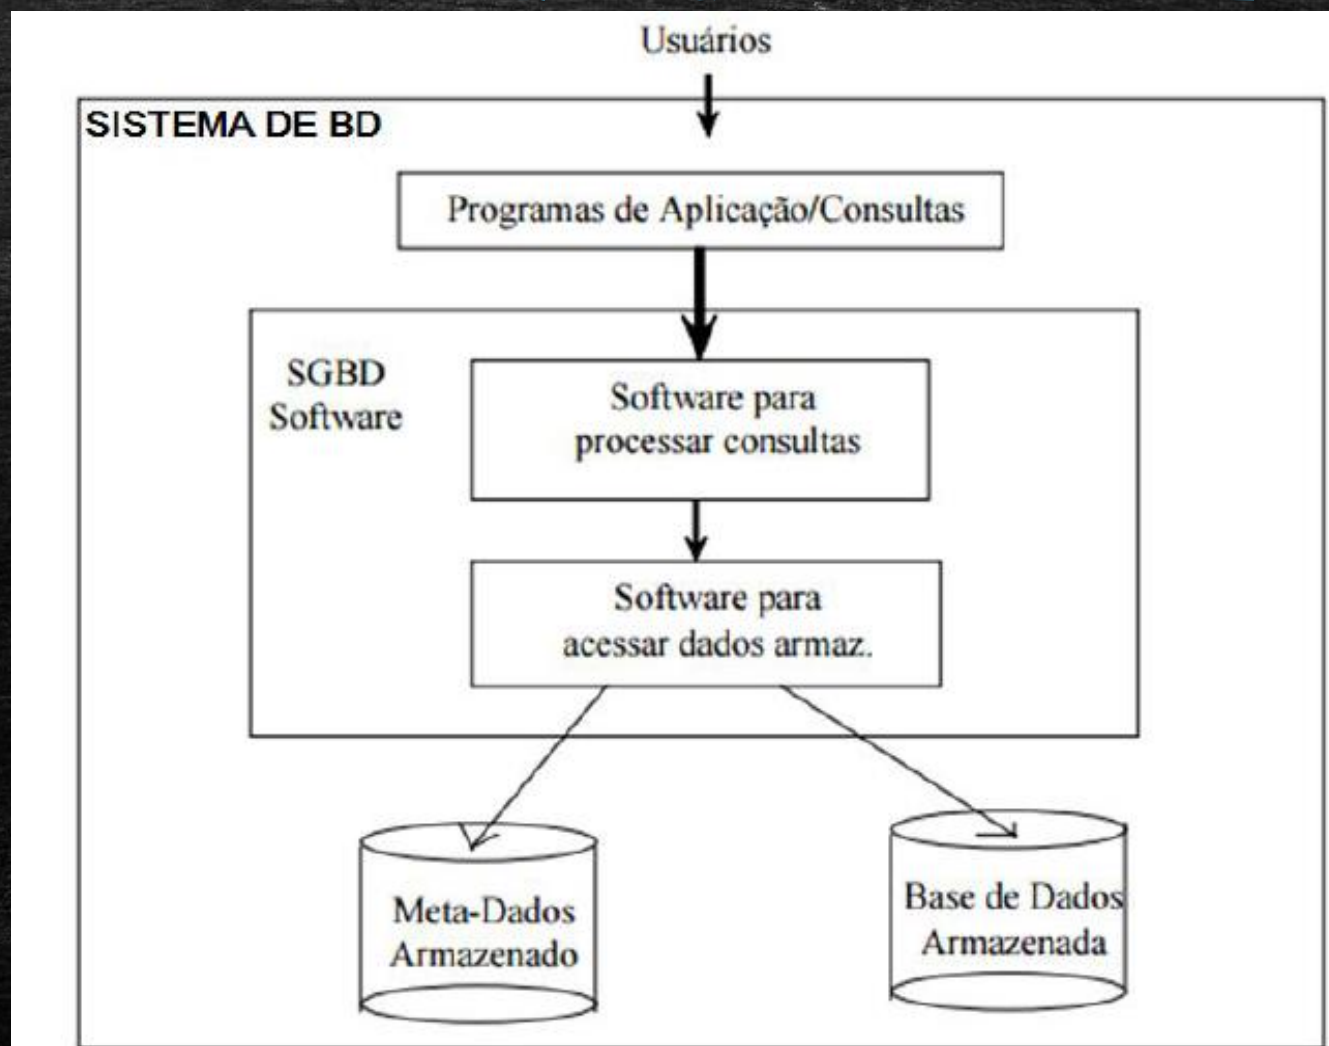 Usuários
SISTEMA DE BD
Programas de Aplicação/Consultas
SGBD
Software
Software para
processar consultas
Software para
acessar dados armaz.
Meta-Dados
Armazenado
Base de Dados
Armazenada